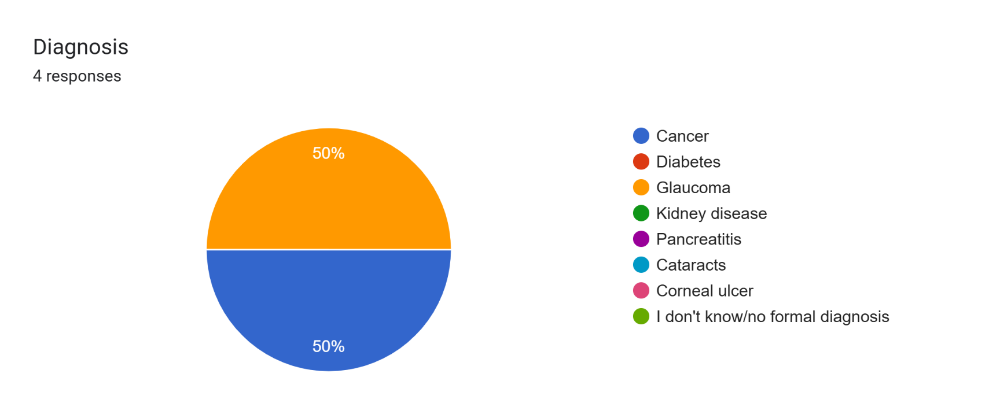 Diagnosis
4 responses
50%
50%
Cancer
Diabetes
Glaucoma
Kidney disease
Pancreatitis
Cataracts
Corneal ulcer
I don't know/no formal diagnosis